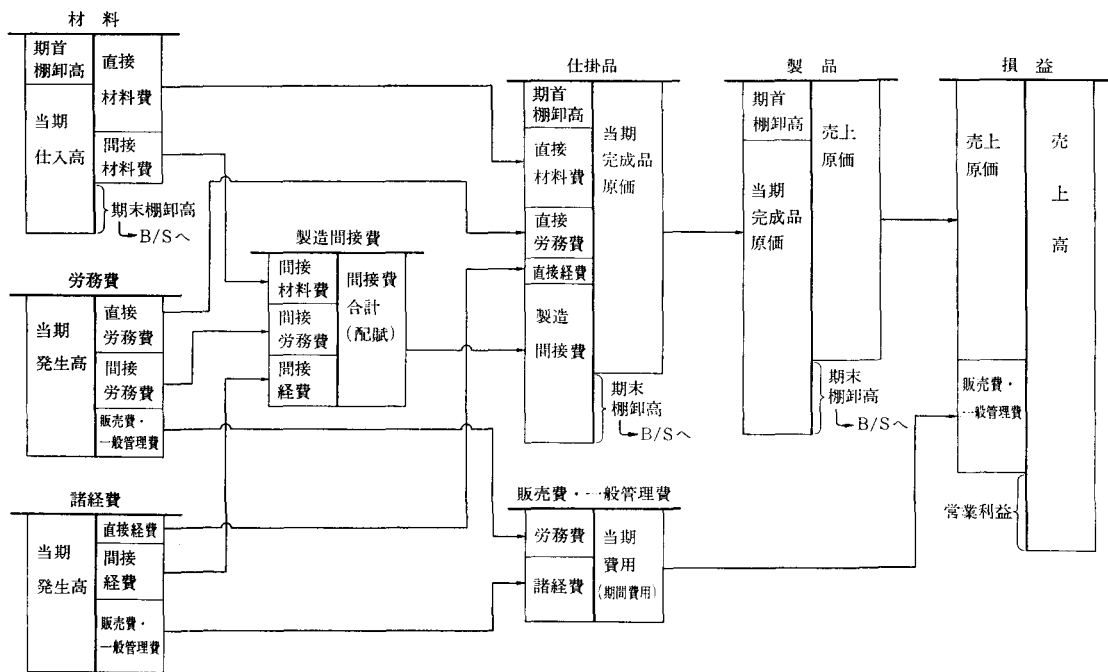 材料
期首
棚卸高
直接
材料費
当期
仕入高
間接
材料費
期末棚卸高
B/Sへ
労務費
当期
発生高
直接
労務費
間接
労務費
販売費・
一般管理費
諸経費
当期
発生高
直接経費
間接
経費
販売費・
一般管理費
製造間接費
間接
材料費
間接
労務費
間接
経費
間接費
合計
(配賦)
仕掛品
期首
棚卸高
直接
材料費
直接
労務費
直接経費
製造
間接費
当期
完成品
原価
期末
棚卸高
B/Sへ
販売費・一般管理費
労務費
諸経費
当期
費用
(期間費用)
製品
期首
棚卸高
当期
完成品
原価
売上
原価
期末
棚卸高
B/Sへ
損益
売上
原価
販売費・
一般管理費
営業利益
売上高